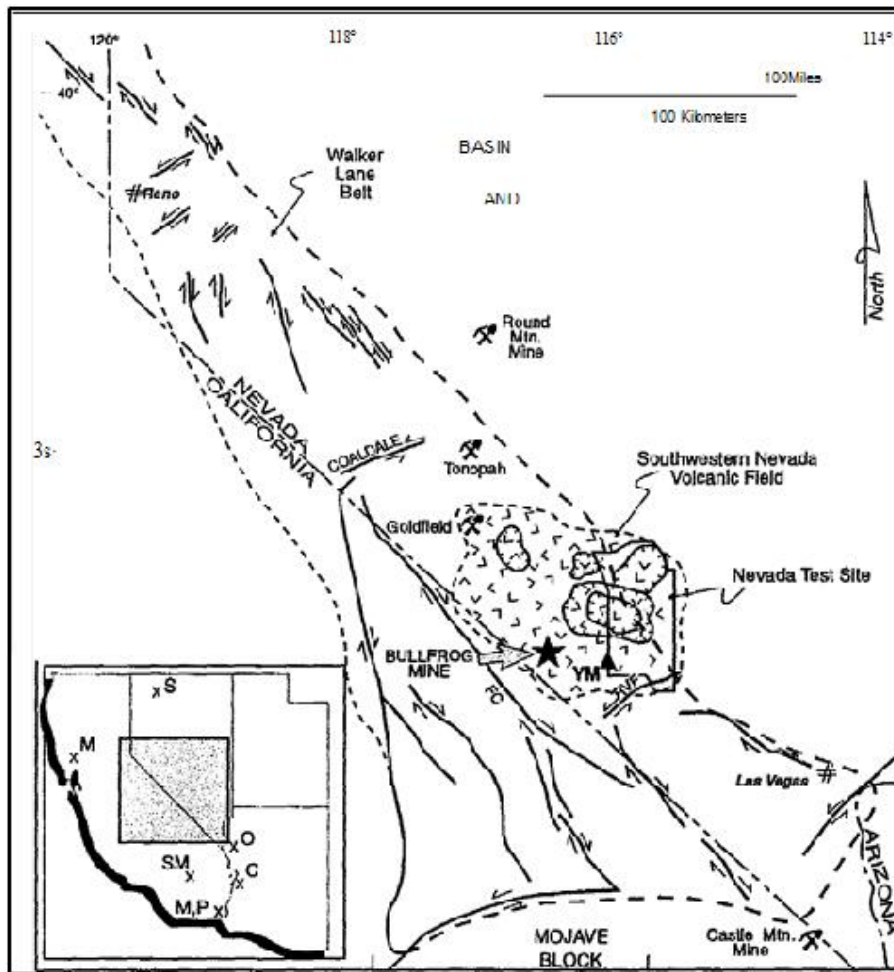 120°
118°
116°
114°
40°
100Miles
100 Kilometers
BASIN
AND
Walker
Lane
Belt
Reno
North
Round
Mtn.
Mine
NEVADA
CALIFORNIA
3s-
COALDALE
Tonopah
Southwestern Nevada
Volcanic Field
Goldfield
Nevada Test Site
BULLFROG
MINE
YM
FC
S
M
Las Vegas
O
SM
C
M,P
ARIZONA
MOJAVE
BLOCK
Castle Mtn.
Mine